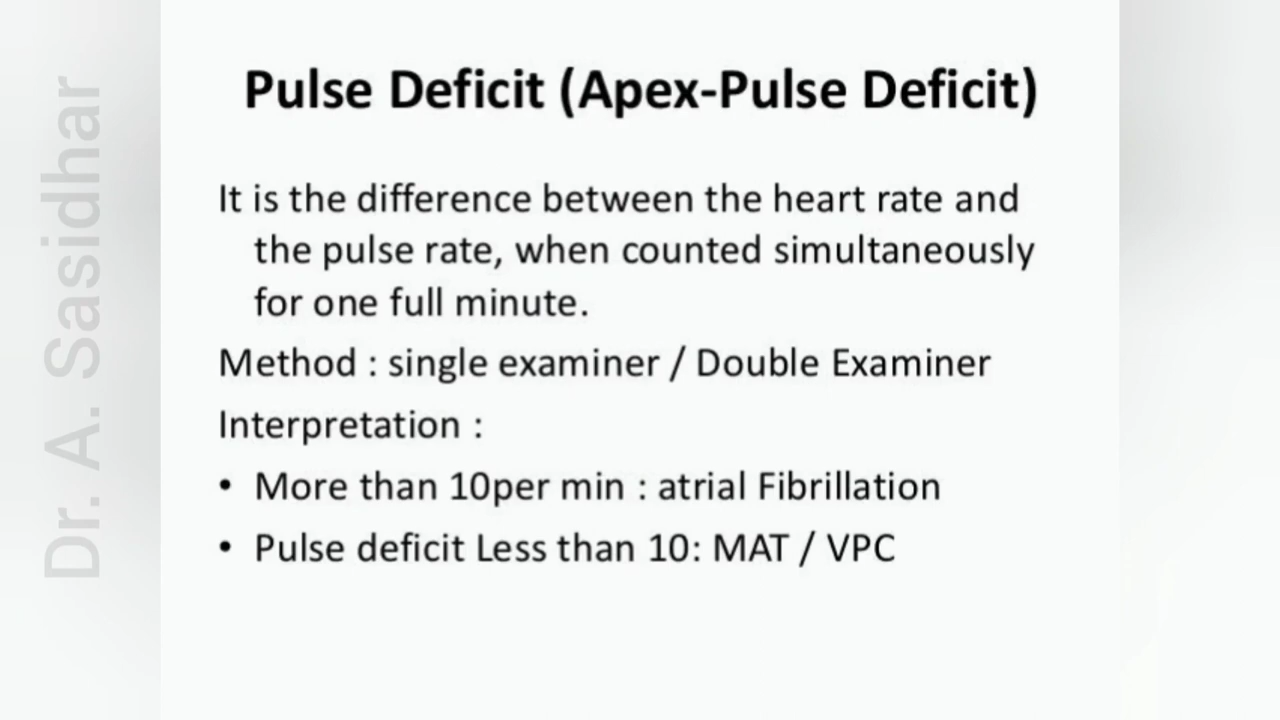 Dr. A. Sasidhar
Pulse Deficit (Apex-Pulse Deficit)
It is the difference between the heart rate and
the pulse rate, when counted simultaneously
for one full minute.
Method : single examiner / Double Examiner
Interpretation :
• More than 10per min : atrial Fibrillation
• Pulse deficit Less than 10: MAT / VPC